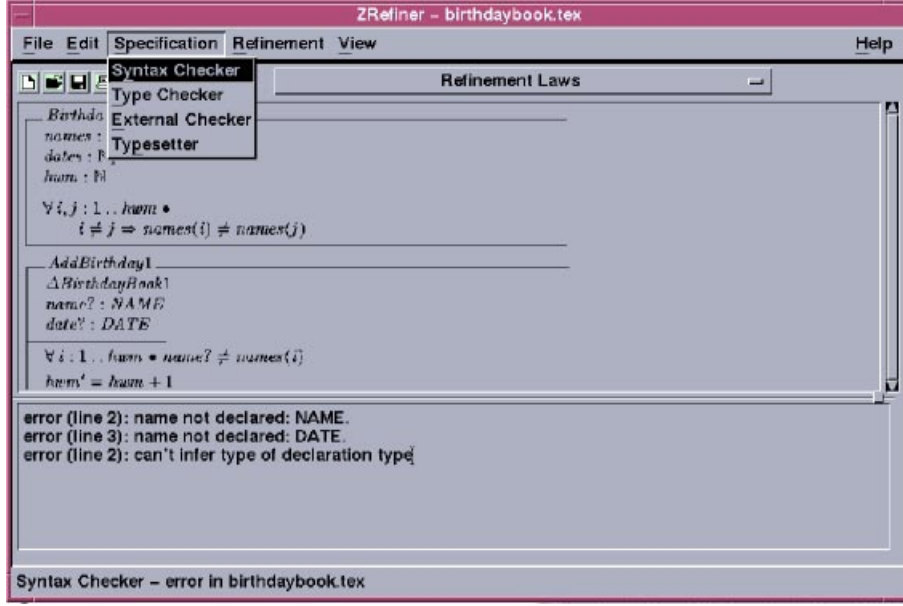 ZRefiner – birthdaybook.tex
File Edit Specification Refinement View Help
Syntax Checker
Type Checker
External Checker
Typesetter
Refinement Laws
names :
dates : ℕ
hwm : ℕ
∀ i, j : 1 . . hwm •
i ≠ j ⇒ names(i) ≠ names(j)
AddBirthday1
ΔBirthdayBook1
name? : NAME
date? : DATE
∀ i : 1 . . hwm • name? ≠ names(i)
hwm' = hwm + 1
error (line 2): name not declared: NAME.
error (line 3): name not declared: DATE.
error (line 2): can't infer type of declaration type
Syntax Checker – error in birthdaybook.tex